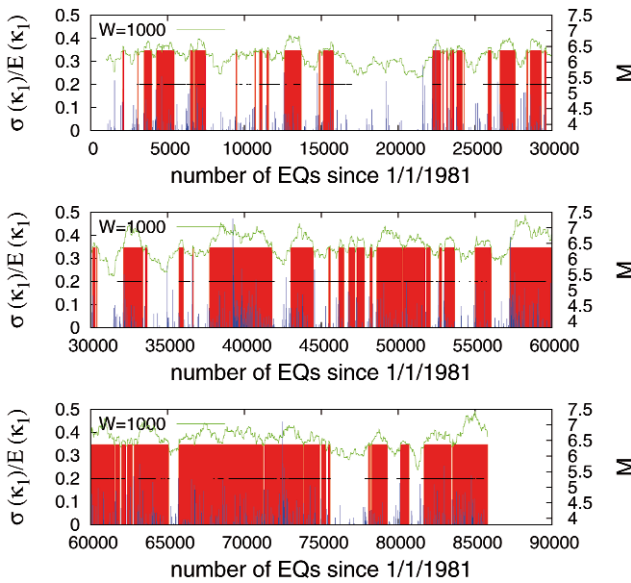 W=1000
σ (κ1)/E (κ1)
0.5
0.4
0.3
0.2
0.1
0
7.5
7
6.5
6
5.5
5
4.5
4
M
0 5000 10000 15000 20000 25000 30000
number of EQs since 1/1/1981
W=1000
σ (κ1)/E (κ1)
0.5
0.4
0.3
0.2
0.1
0
7.5
7
6.5
6
5.5
5
4.5
4
M
30000 35000 40000 45000 50000 55000 60000
number of EQs since 1/1/1981
W=1000
σ (κ1)/E (κ1)
0.5
0.4
0.3
0.2
0.1
0
7.5
7
6.5
6
5.5
5
4.5
4
M
60000 65000 70000 75000 80000 85000 90000
number of EQs since 1/1/1981